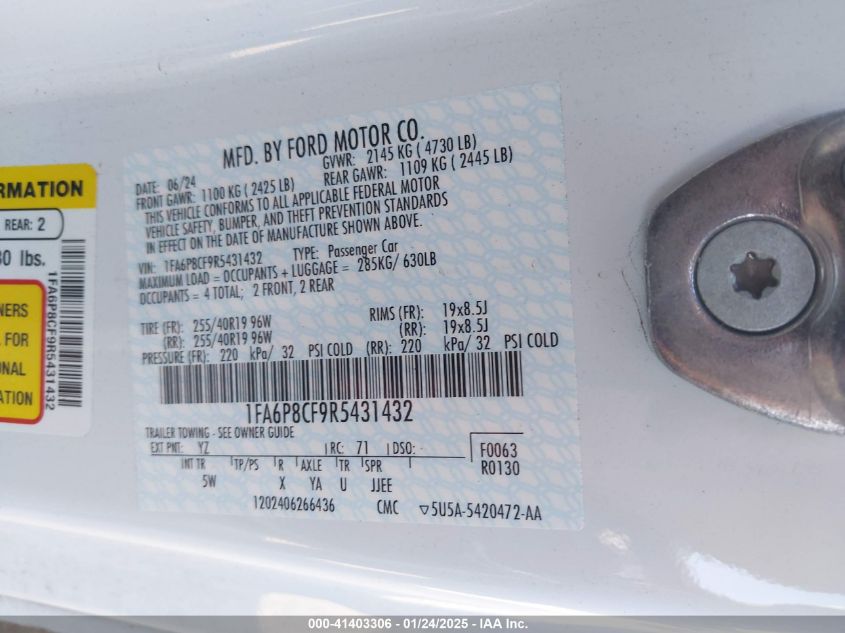 RMATION
REAR: 2
30 lbs.
NERS
FOR
NAL
ATION
1FA6P8CF9R5431432
MFD. BY FORD MOTOR CO.
DATE: 06/24 GVWR: 2145 KG ( 4730 LB)
FRONT GAWR: 1100 KG ( 2425 LB) REAR GAWR: 1109 KG ( 2445 LB)
THIS VEHICLE CONFORMS TO ALL APPLICABLE FEDERAL MOTOR
VEHICLE SAFETY, BUMPER, AND THEFT PREVENTION STANDARDS
IN EFFECT ON THE DATE OF MANUFACTURE SHOWN ABOVE.
VIN: 1FA6P8CF9R5431432 TYPE: Passenger Car
MAXIMUM LOAD = OCCUPANTS + LUGGAGE = 285KG/ 630LB
OCCUPANTS = 4 TOTAL; 2 FRONT, 2 REAR
TIRE (FR): 255/40R19 96W RIMS (FR): 19x8.5J
(RR): 255/40R19 96W (RR): 19x8.5J
PRESSURE (FR): 220 kPa/ 32 PSI COLD (RR): 220 kPa/ 32 PSI COLD
1FA6P8CF9R5431432
TRAILER TOWING - SEE OWNER GUIDE
EXT PNT: YZ RC: 71 DSO: F0063
R0130
INT TR TP/PS R AXLE TR SPR
5W X YA U JJEE
1202406266436 CMC ▽5U5A-5420472-AA
000-41403306 - 01/24/2025 - IAA Inc.